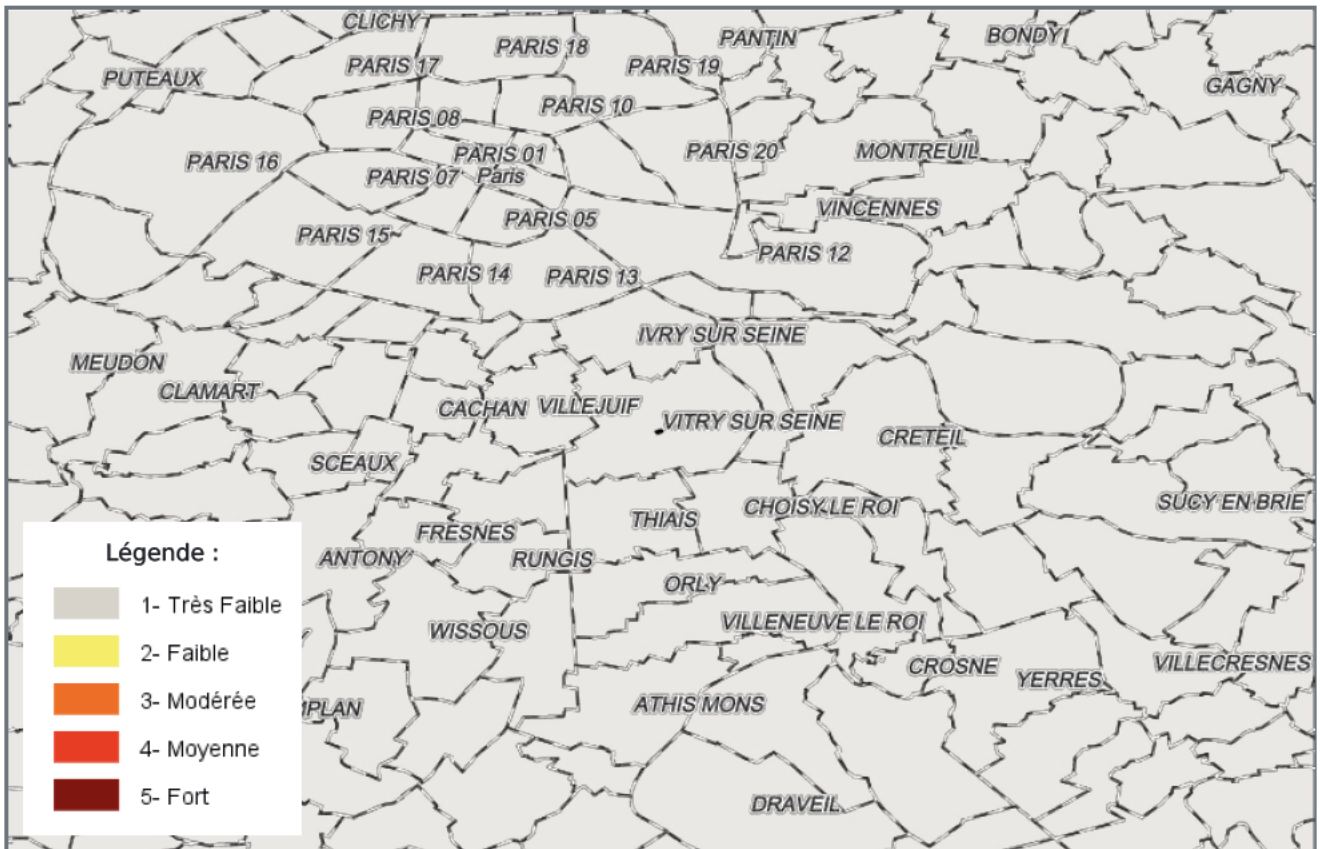 CLICHY
PARIS 18
PANTIN
BONDY
PARIS 17
PARIS 19
PUTEAUX
GAGNY
PARIS 10
PARIS 08
PARIS 01
PARIS 20
MONTREUIL
PARIS 16
PARIS 07
Paris
VINCENNES
PARIS 05
PARIS 15
PARIS 12
PARIS 14
PARIS 13
IVRY SUR SEINE
MEUDON
CLAMART
CACHAN
VILLEJUIF
VITRY SUR SEINE
CRETEIL
SCEAUX
SUCY EN BRIE
CHOISY LE ROI
THIAIS
FRESNES
ANTONY
RUNGIS
ORLY
VILLENEUVE LE ROI
WISSOUS
CROSNE
VILLECRESNES
YERRES
MPLAN
ATHIS MONS
DRAVEIL
Légende :
1- Très Faible
2- Faible
3- Modérée
4- Moyenne
5- Fort